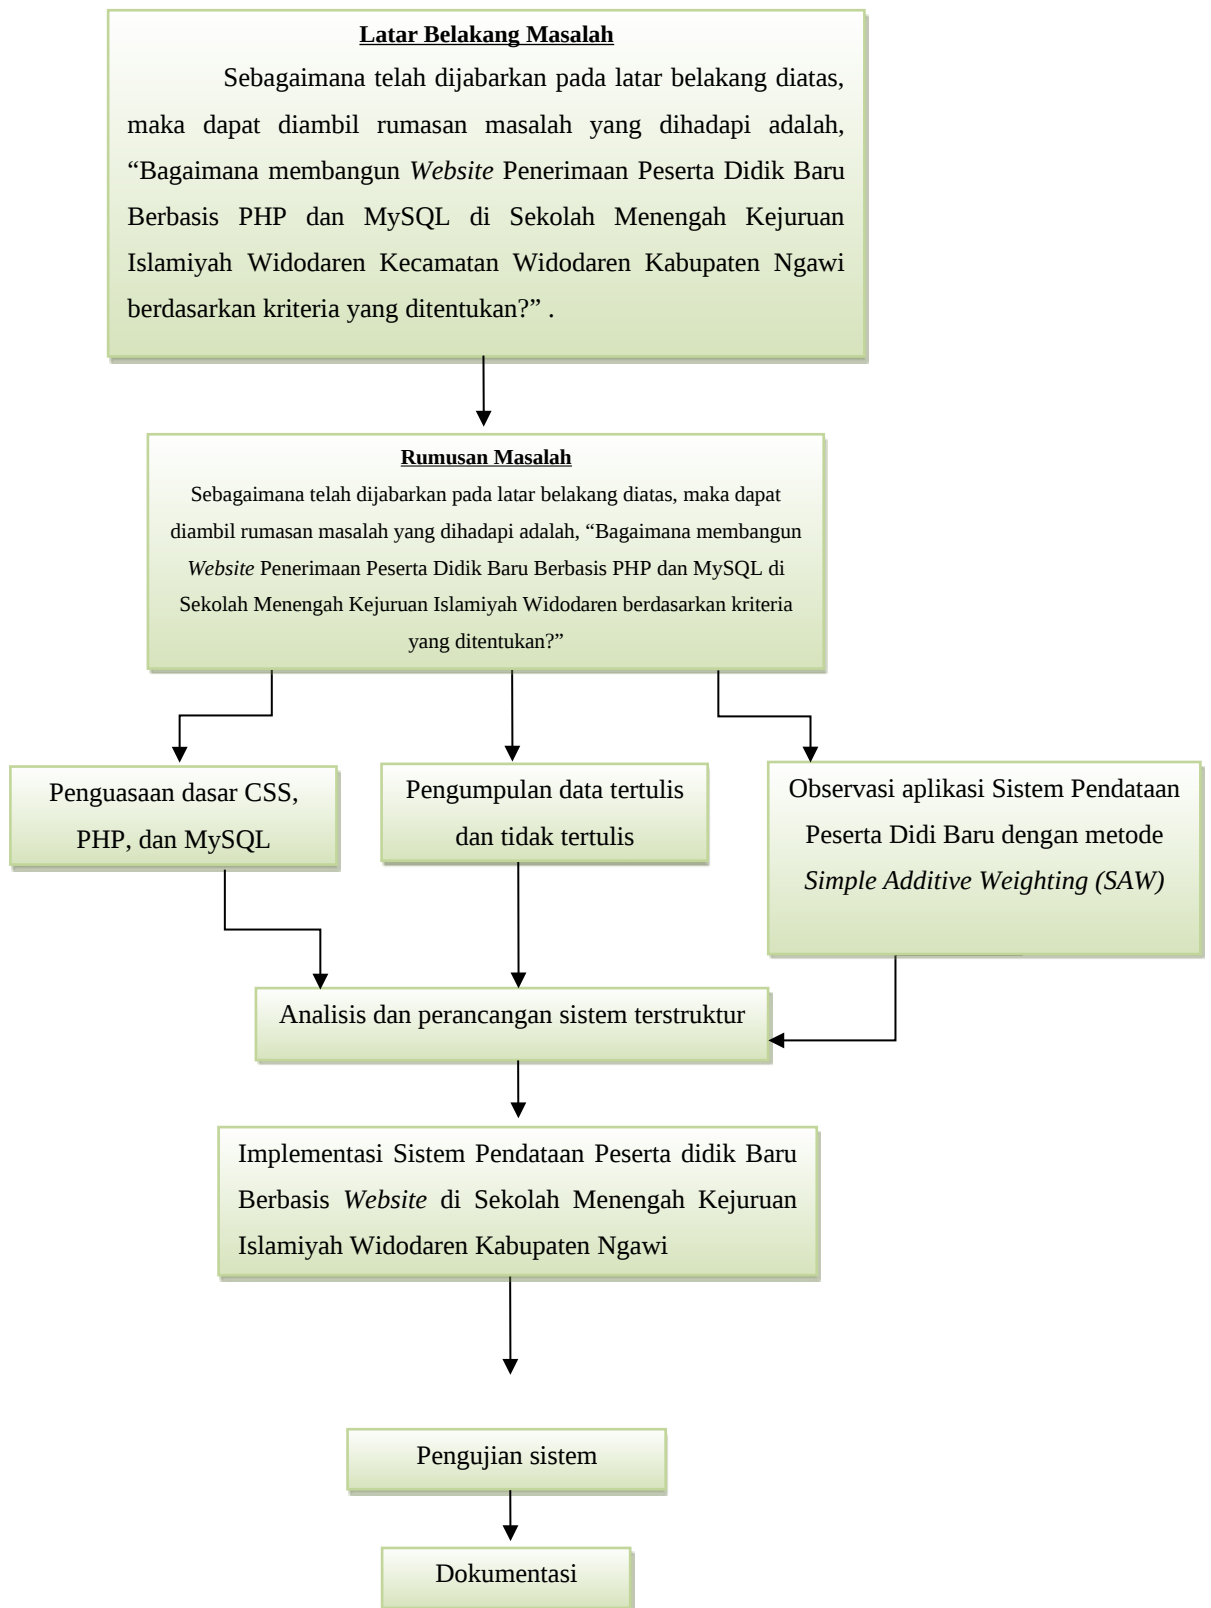 Latar Belakang Masalah
Sebagaimana telah dijabarkan pada latar belakang diatas,
maka dapat diambil rumasan masalah yang dihadapi adalah,
“Bagaimana membangun Website Penerimaan Peserta Didik Baru
Berbasis PHP dan MySQL di Sekolah Menengah Kejuruan
Islamiyah Widodaren Kecamatan Widodaren Kabupaten Ngawi
berdasarkan kriteria yang ditentukan?” .
Rumusan Masalah
Sebagaimana telah dijabarkan pada latar belakang diatas, maka dapat
diambil rumasan masalah yang dihadapi adalah, “Bagaimana membangun
Website Penerimaan Peserta Didik Baru Berbasis PHP dan MySQL di
Sekolah Menengah Kejuruan Islamiyah Widodaren berdasarkan kriteria
yang ditentukan?”
Penguasaan dasar CSS,
PHP, dan MySQL
Pengumpulan data tertulis
dan tidak tertulis
Observasi aplikasi Sistem Pendataan
Peserta Didi Baru dengan metode
Simple Additive Weighting (SAW)
Analisis dan perancangan sistem terstruktur
Implementasi Sistem Pendataan Peserta didik Baru
Berbasis Website di Sekolah Menengah Kejuruan
Islamiyah Widodaren Kabupaten Ngawi
Pengujian sistem
Dokumentasi